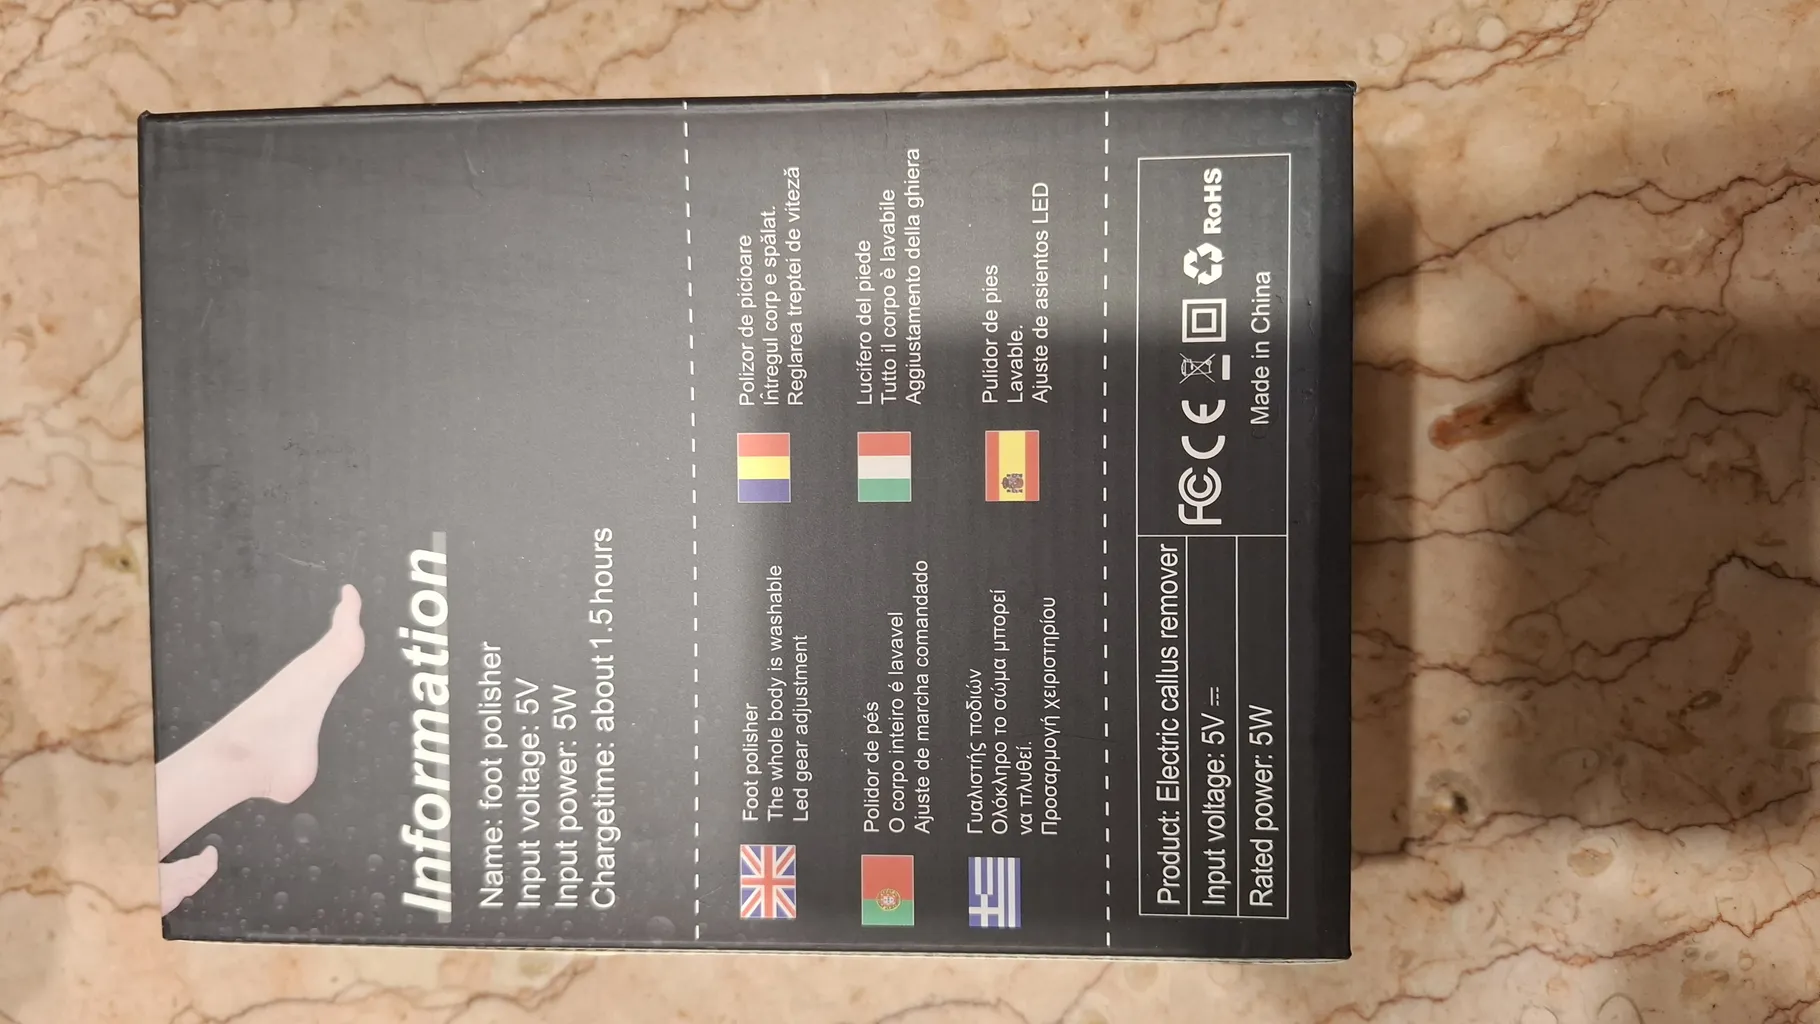 Information
Name: foot polisher
Input voltage: 5V
Input power: 5W
Chargetime: about 1.5 hours
Foot polisher
The whole body is washable
Led gear adjustment
Polizor de picioare
Întregul corp e spălat.
Reglarea treptei de viteză
Polidor de pés
O corpo inteiro é lavavel
Ajuste de marcha comandado
Lucifero del piede
Tutto il corpo è lavabile
Aggiustamento della ghiera
Γυαλιστής ποδιών
Ολόκληρο το σώμα μπορεί
να πλυθεί.
Προσαρμογή χειριστηρίου
Pulidor de pies
Lavable.
Ajuste de asientos LED
Product: Electric callus remover
Input voltage: 5V ⎓
Rated power: 5W
FC CE RoHS
Made in China